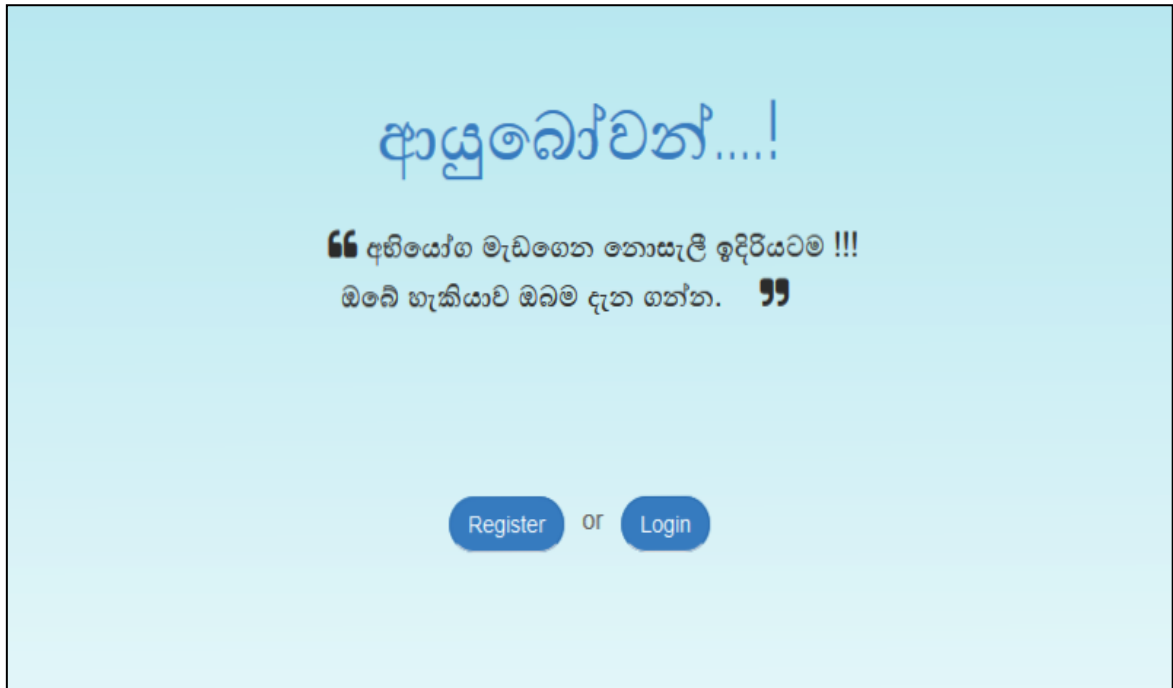 ආයුබෝවන්....!
❝ අභියෝග මැඩගෙන නොසැලී ඉදිරියටම !!!
ඔබේ හැකියාව ඔබම දැන ගන්න. ❞
Register or Login